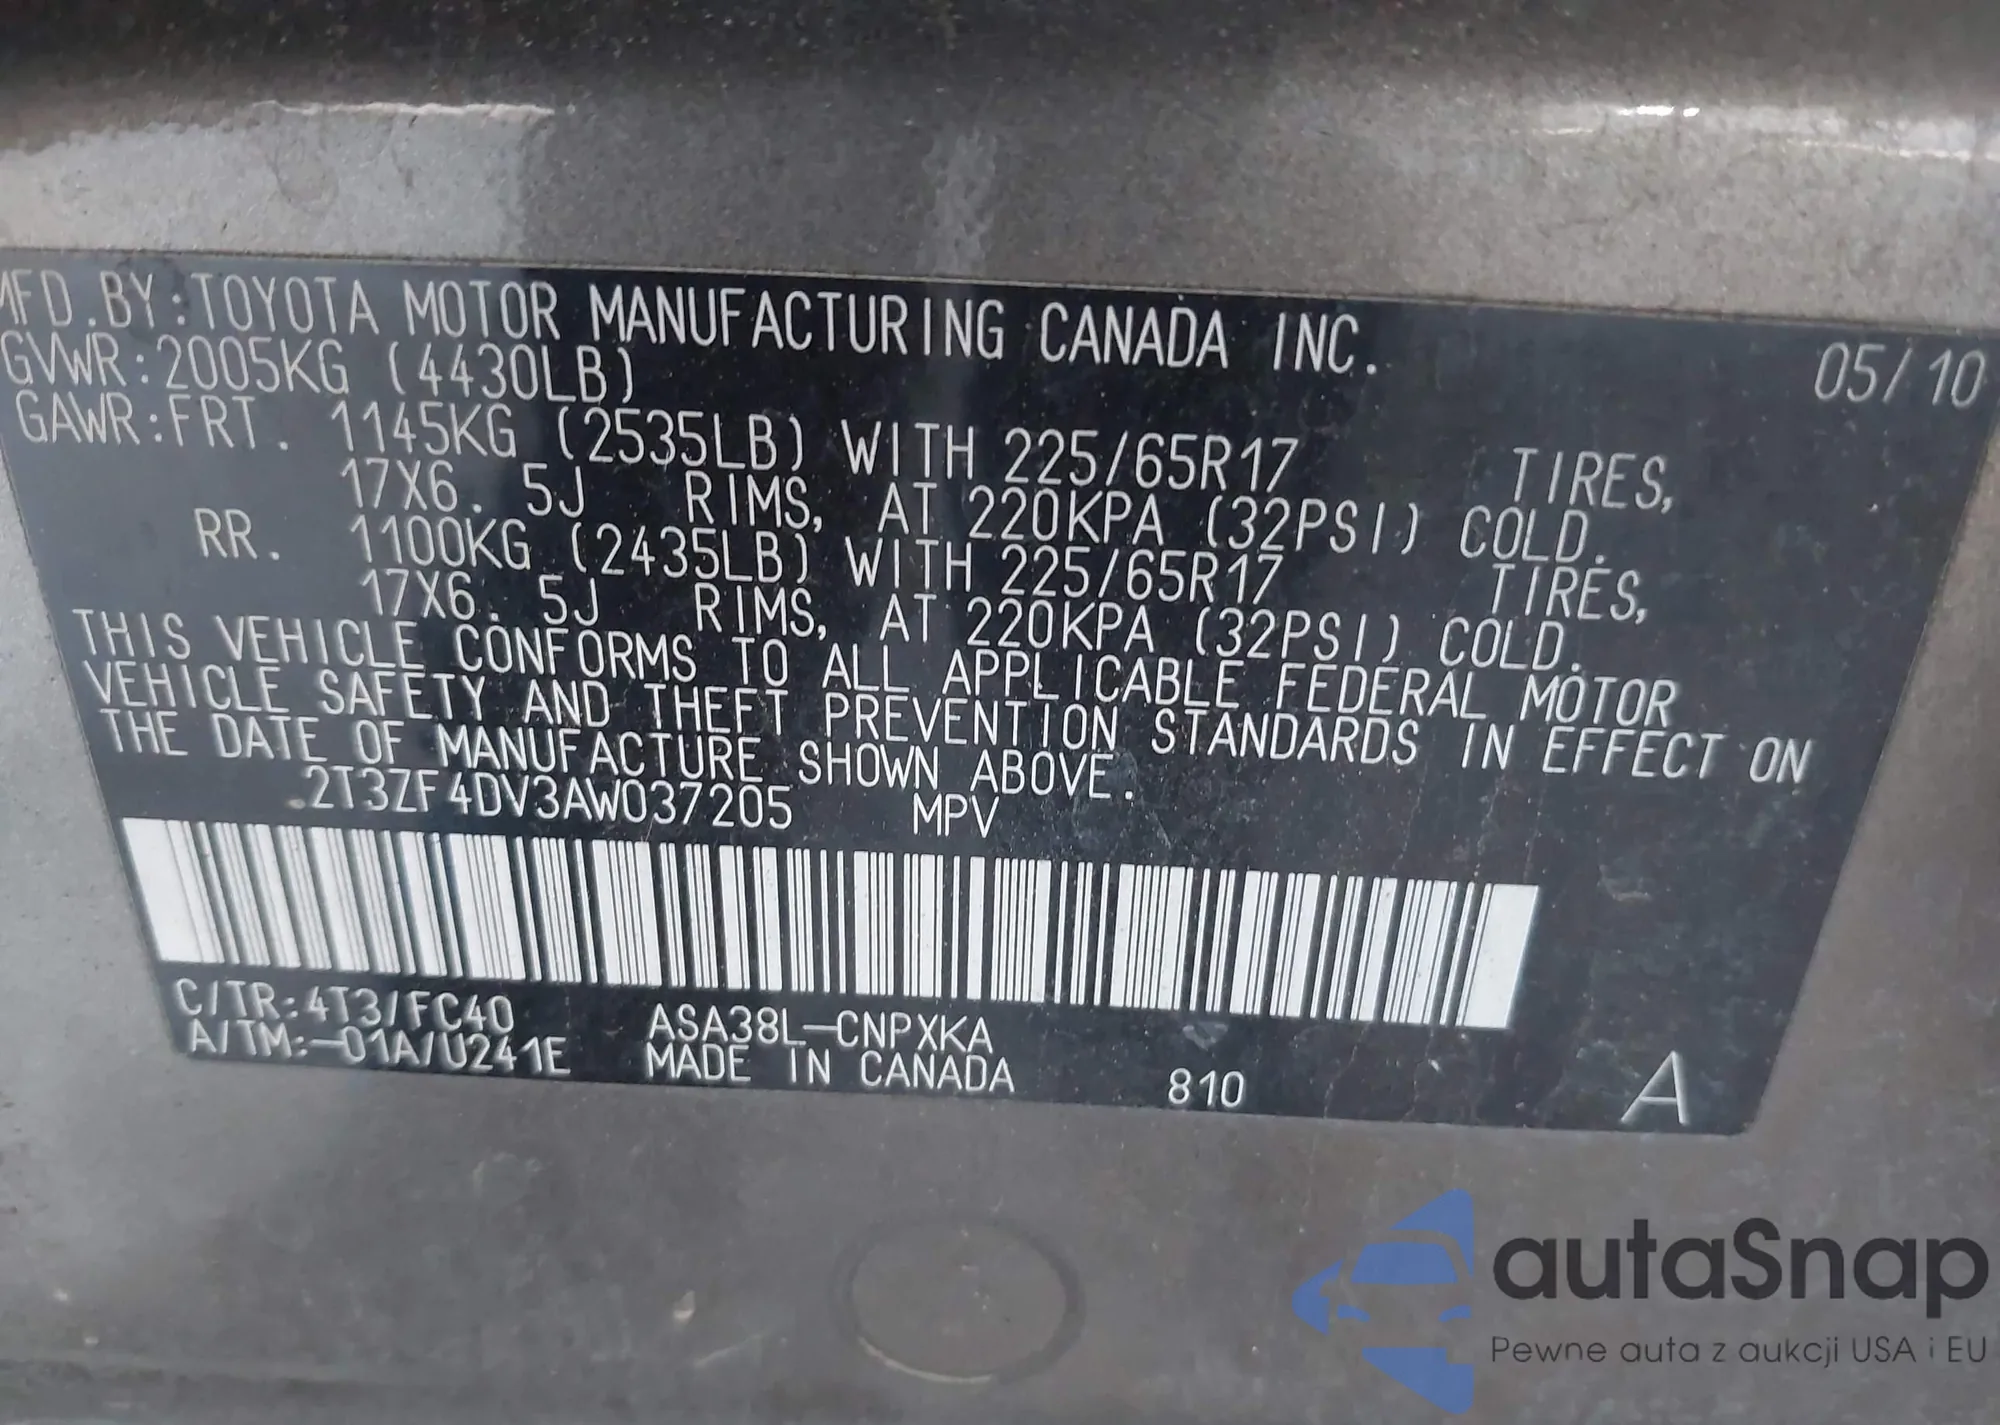 MFD.BY:TOYOTA MOTOR MANUFACTURING CANADA INC. 05/10
GVWR:2005KG (4430LB)
GAWR:FRT. 1145KG (2535LB) WITH 225/65R17 TIRES,
17X6.5J RIMS, AT 220KPA (32PSI) COLD.
RR. 1100KG (2435LB) WITH 225/65R17 TIRES,
17X6.5J RIMS, AT 220KPA (32PSI) COLD.
THIS VEHICLE CONFORMS TO ALL APPLICABLE FEDERAL MOTOR
VEHICLE SAFETY AND THEFT PREVENTION STANDARDS IN EFFECT ON
THE DATE OF MANUFACTURE SHOWN ABOVE.
2T3ZF4DV3AW037205 MPV
C/TR:4T3/FC40 ASA38L-CNPXKA
A/TM:-01A/U241E MADE IN CANADA 810 A
autaSnap
Pewne auta z aukcji USA i EU